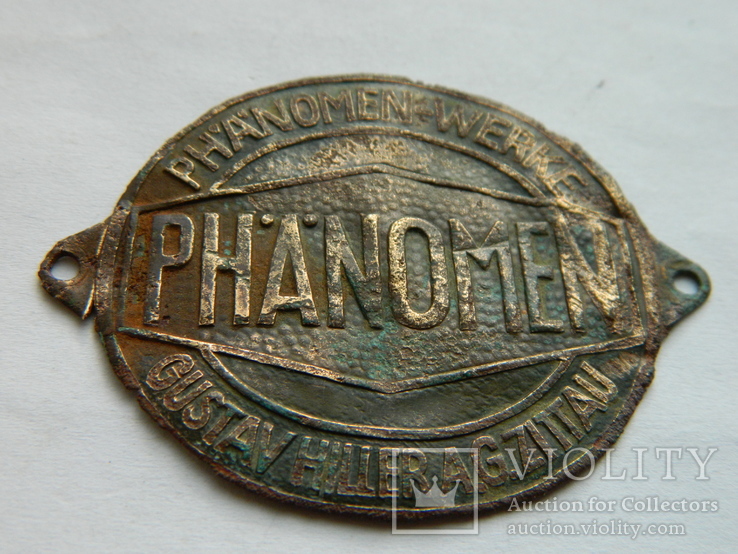 PHÄNOMEN-WERKE
PHÄNOMEN
GUSTAV HILLER A.G. ZITTAU
VIOLITY
Auction for Collectors
auction.violity.com